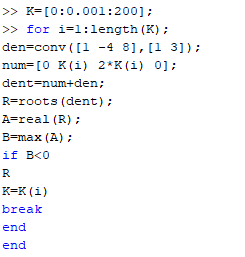 >> K=[0:0.001:200];
>> for i=1:length(K);
den=conv([1 -4 8],[1 3]);
num=[0 K(i) 2*K(i) 0];
dent=num+den;
R=roots(dent);
A=real(R);
B=max(A);
if B<0
R
K=K(i)
break
end
end